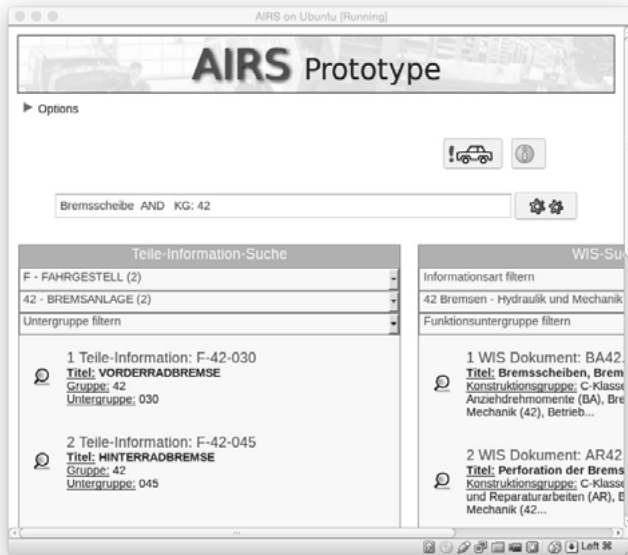 AIRS on Ubuntu [Running]
AIRS Prototype
Options
Bremsscheibe AND KG: 42
Teile-Information-Suche
F - FAHRGESTELL (2)
42 - BREMSANLAGE (2)
Untergruppe filtern
1 Teile-Information: F-42-030
Titel: VORDERRADBREMSE
Gruppe: 42
Untergruppe: 030
2 Teile-Information: F-42-045
Titel: HINTERRADBREMSE
Gruppe: 42
Untergruppe: 045
WIS-Su
Informationsart filtern
42 Bremsen - Hydraulik und Mechanik
Funktionsuntergruppe filtern
1 WIS Dokument: BA42.
Titel: Bremsscheiben, Brem
Konstruktionsgruppe: C-Klasse
Anziehdrehmomente (BA), Bre
Mechanik (42), Betrieb...
2 WIS Dokument: AR42
Titel: Perforation der Brems
Konstruktionsgruppe: C-Klasse
und Reparaturarbeiten (AR), B
Mechanik (42...
Left ⌘